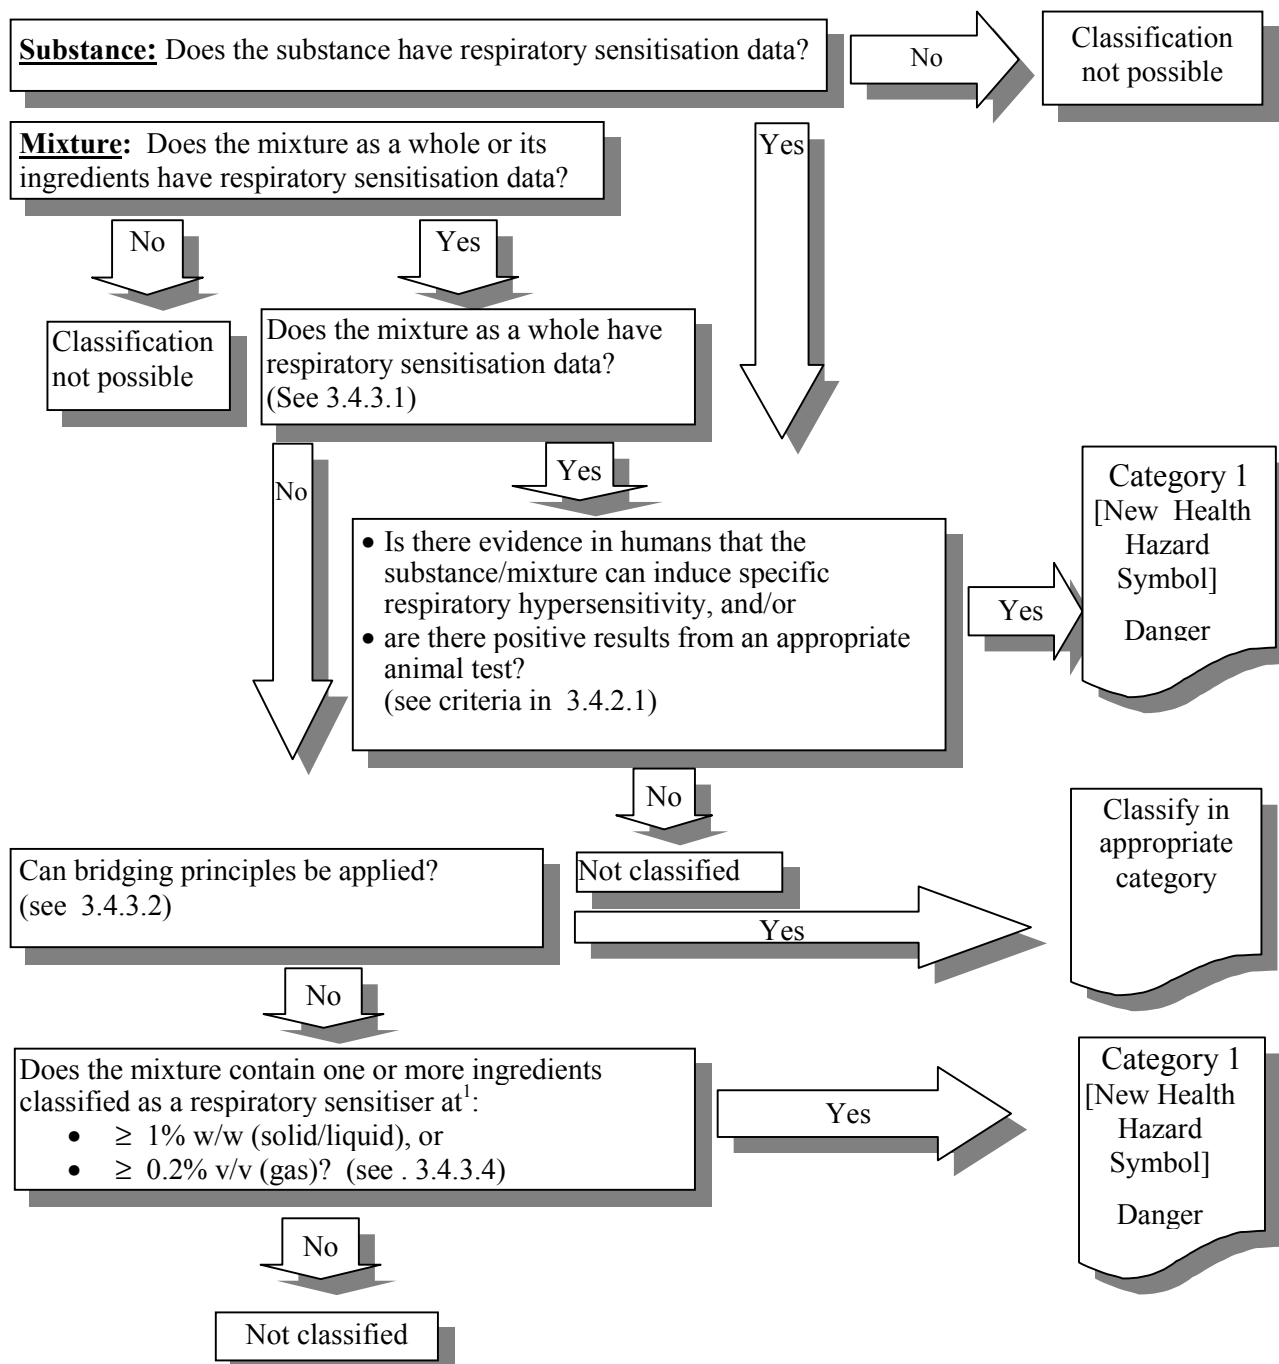 Substance: Does the substance have respiratory sensitisation data?
No
Classification
not possible
Mixture: Does the mixture as a whole or its
ingredients have respiratory sensitisation data?
Yes
No
Yes
Classification
not possible
Does the mixture as a whole have
respiratory sensitisation data?
(See 3.4.3.1)
No
Yes
• Is there evidence in humans that the
substance/mixture can induce specific
respiratory hypersensitivity, and/or
• are there positive results from an appropriate
animal test?
(see criteria in 3.4.2.1)
Yes
Category 1
[New Health
Hazard
Symbol]
Danger
No
Not classified
Can bridging principles be applied?
(see 3.4.3.2)
Yes
Classify in
appropriate
category
No
Does the mixture contain one or more ingredients
classified as a respiratory sensitiser at¹:
• ≥ 1% w/w (solid/liquid), or
• ≥ 0.2% v/v (gas)? (see . 3.4.3.4)
Yes
Category 1
[New Health
Hazard
Symbol]
Danger
No
Not classified